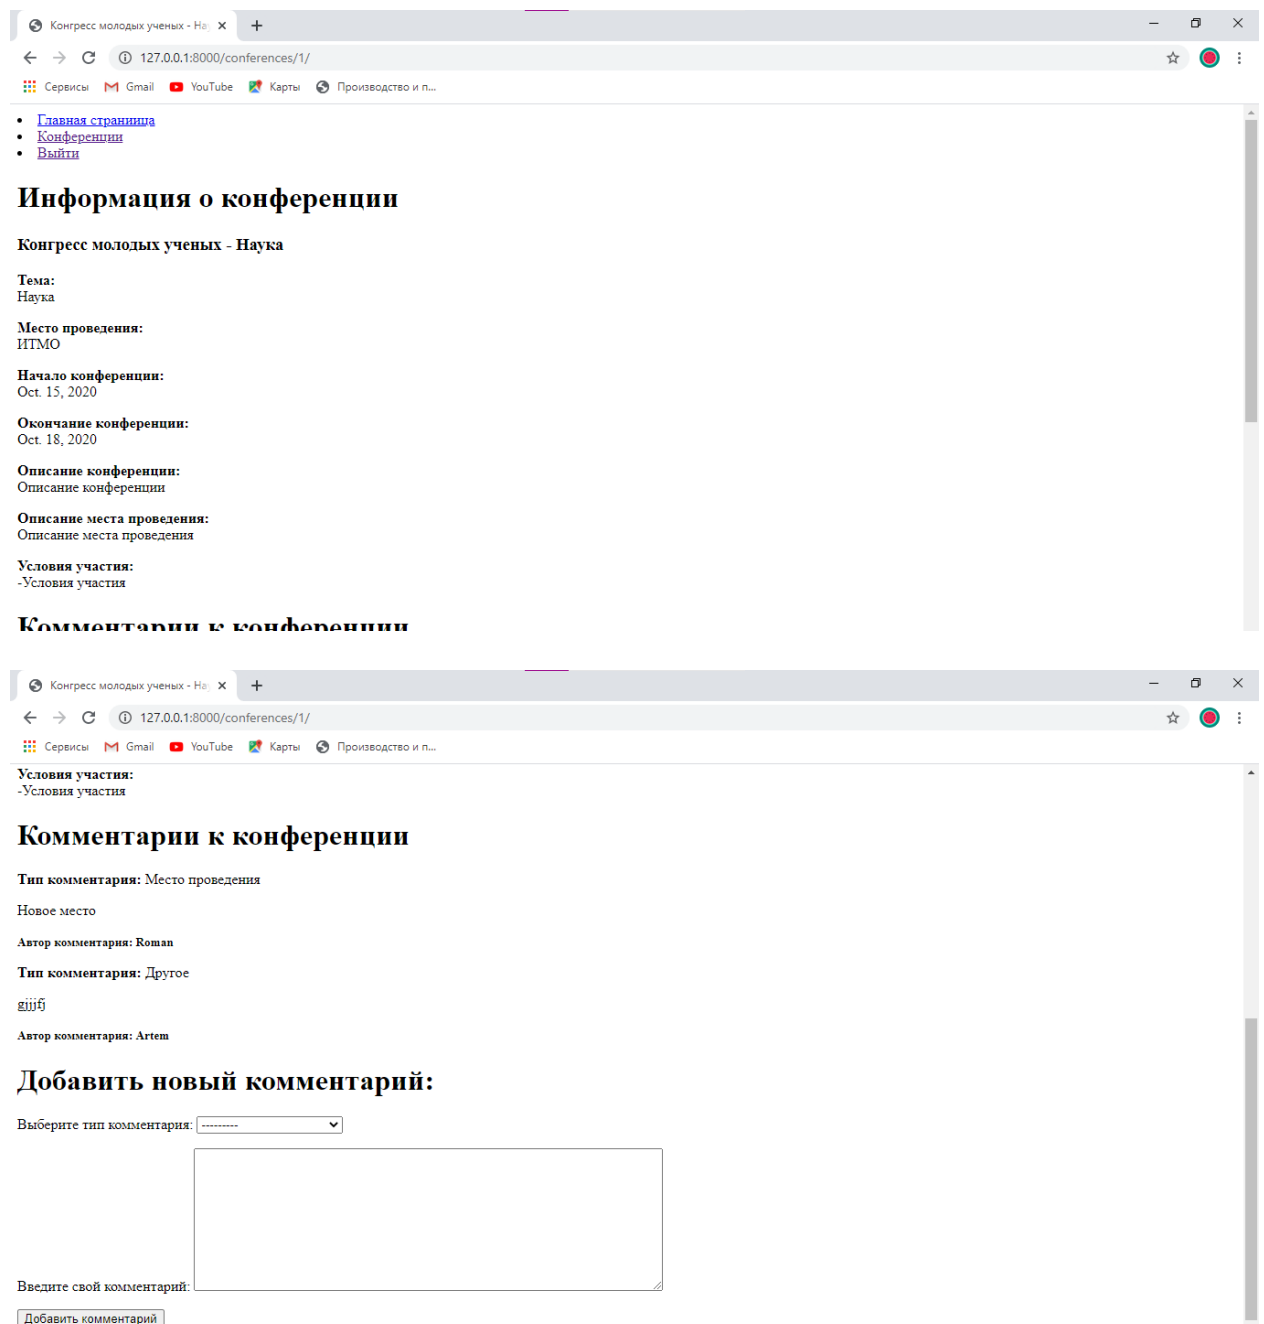 Конгресс молодых ученых - На
127.0.0.1:8000/conferences/1/
Сервисы Gmail YouTube Карты Производство и п...
Главная страниица
Конференции
Выйти
Информация о конференции
Конгресс молодых ученых - Наука
Тема:
Наука
Место проведения:
ИТМО
Начало конференции:
Oct. 15, 2020
Окончание конференции:
Oct. 18, 2020
Описание конференции:
Описание конференции
Описание места проведения:
Описание места проведения
Условия участия:
-Условия участия
Комментарии к конференции
Конгресс молодых ученых - На
127.0.0.1:8000/conferences/1/
Сервисы Gmail YouTube Карты Производство и п...
Условия участия:
-Условия участия
Комментарии к конференции
Тип комментария: Место проведения
Новое место
Автор комментария: Roman
Тип комментария: Другое
gjjjfj
Автор комментария: Artem
Добавить новый комментарий:
Выберите тип комментария: ---------
Введите свой комментарий:
Добавить комментарий